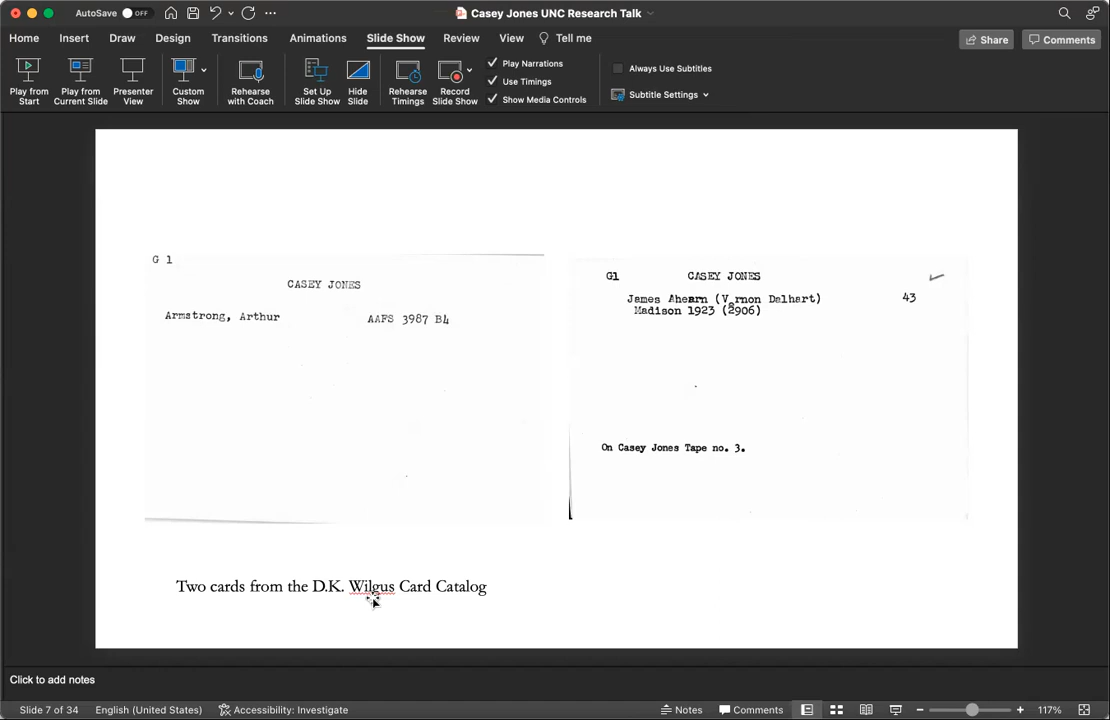 AutoSave OFF
Casey Jones UNC Research Talk
Home Insert Draw Design Transitions Animations Slide Show Review View Tell me
Share Comments
Play from Start
Play from Current Slide
Presenter View
Custom Show
Rehearse with Coach
Set Up Slide Show
Hide Slide
Rehearse Timings
Record Slide Show
Play Narrations
Use Timings
Show Media Controls
Always Use Subtitles
Subtitle Settings
G 1
CASEY JONES
Armstrong, Arthur AAFS 3987 B4
G1 CASEY JONES
James Ahearn (Vernon Dalhart) 43
Madison 1923 (2906)
On Casey Jones Tape no. 3.
Two cards from the D.K. Wilgus Card Catalog
Click to add notes
Slide 7 of 34 English (United States) Accessibility: Investigate Notes Comments 117%